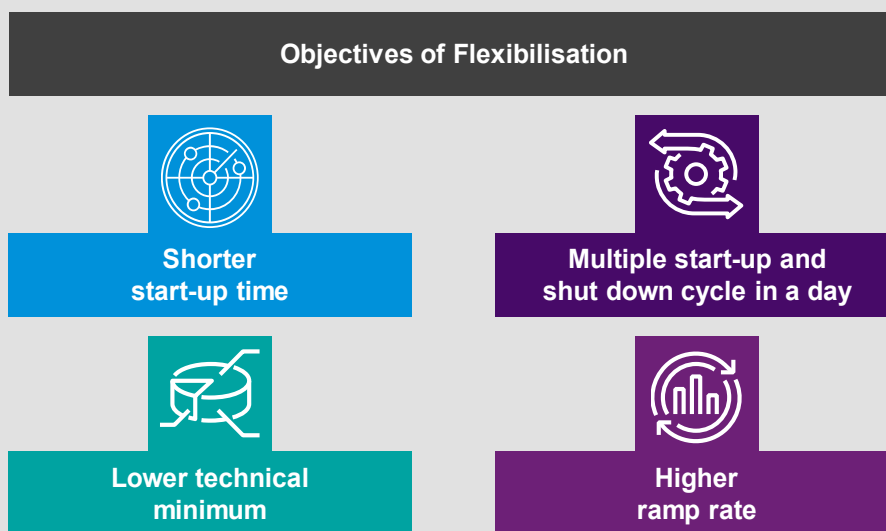 Objectives of Flexibilisation
Shorter
start-up time
Multiple start-up and
shut down cycle in a day
Lower technical
minimum
Higher
ramp rate